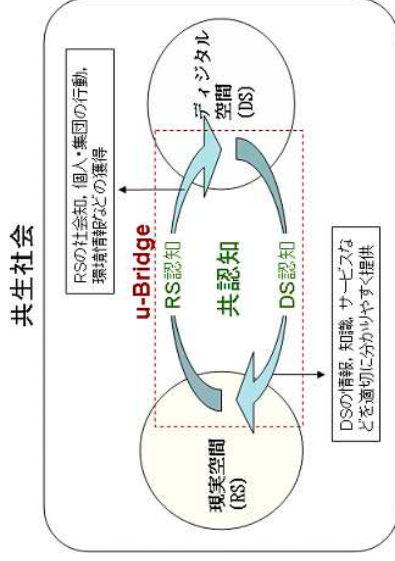 共生社会
RSの社会知, 個人・集団の行動,
環境情報などの獲得
u-Bridge
RS認知
現実空間
(RS)
共認知
ディジタル
空間
(DS)
DS認知
DSの情報, 知識, サービスな
どを適切に分かりやすく提供